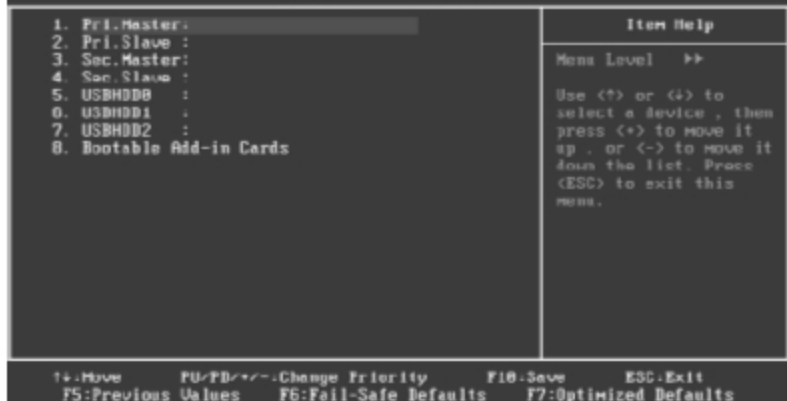 1. Pri.Master:
2. Pri.Slave :
3. Sec.Master:
4. Sec.Slave :
5. USBHDD0 :
6. USBHDD1 :
7. USBHDD2 :
8. Bootable Add-in Cards
Item Help
Menu Level ►►
Use <↑> or <↓> to
select a device , then
press <+> to move it
up , or <-> to move it
down the list. Press
<ESC> to exit this
menu.
↑↓:Move PU/PD/+/-:Change Priority F10:Save ESC:Exit
F5:Previous Values F6:Fail-Safe Defaults F7:Optimized Defaults